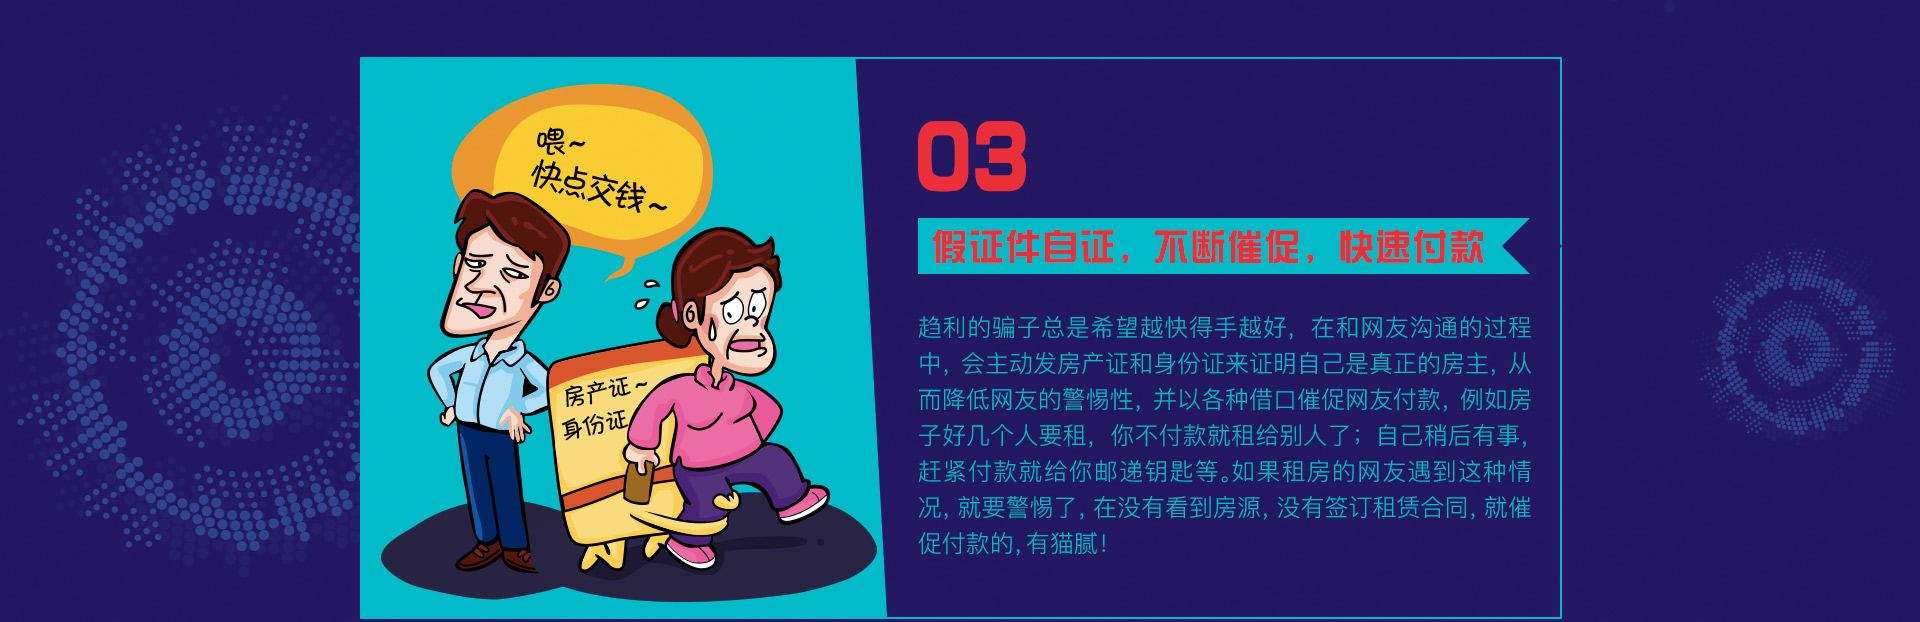 喂~
快点交钱~
房产证~
身份证
03
假证件自证，不断催促，快速付款
趋利的骗子总是希望越快得手越好，在和网友沟通的过程
中，会主动发房产证和身份证来证明自己是真正的房主，从
而降低网友的警惕性，并以各种借口催促网友付款，例如房
子好几个人要租，你不付款就租给别人了；自己稍后有事，
赶紧付款就给你邮递钥匙等。如果租房的网友遇到这种情
况，就要警惕了，在没有看到房源，没有签订租赁合同，就催
促付款的，有猫腻！